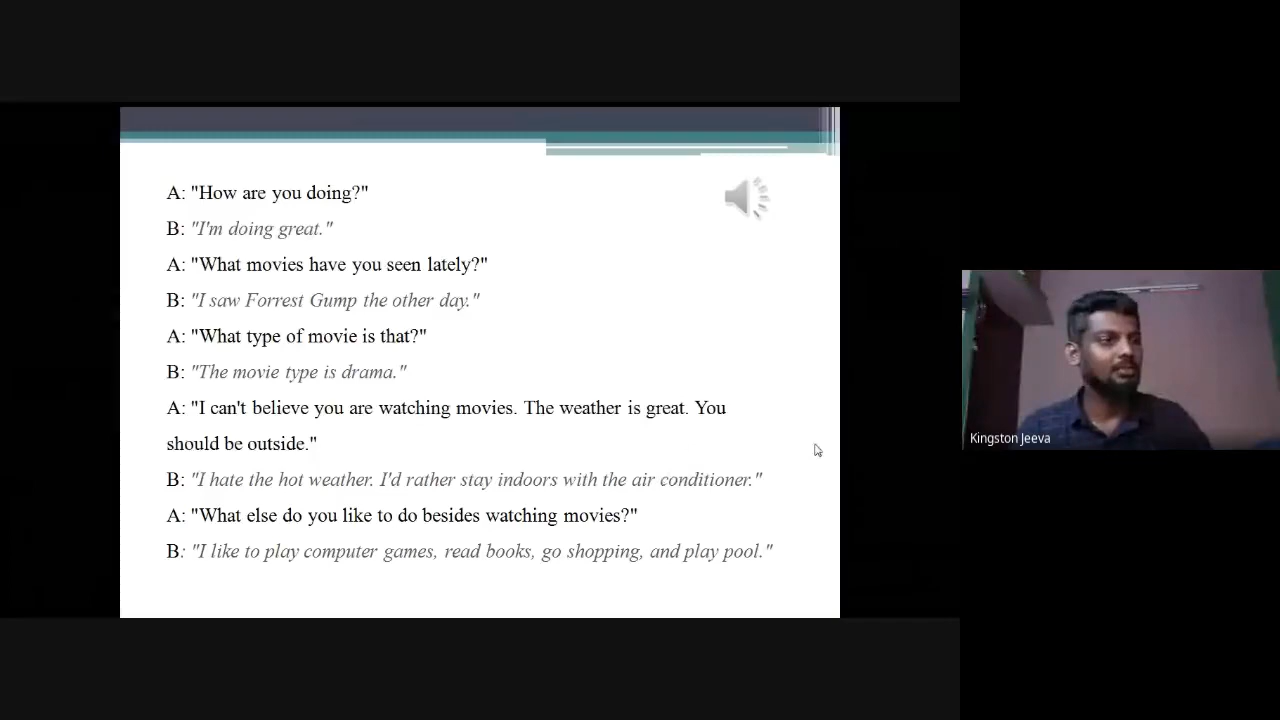 A: "How are you doing?"
B: "I'm doing great."
A: "What movies have you seen lately?"
B: "I saw Forrest Gump the other day."
A: "What type of movie is that?"
B: "The movie type is drama."
A: "I can't believe you are watching movies. The weather is great. You
should be outside."
B: "I hate the hot weather. I'd rather stay indoors with the air conditioner."
A: "What else do you like to do besides watching movies?"
B: "I like to play computer games, read books, go shopping, and play pool."
Kingston Jeeva